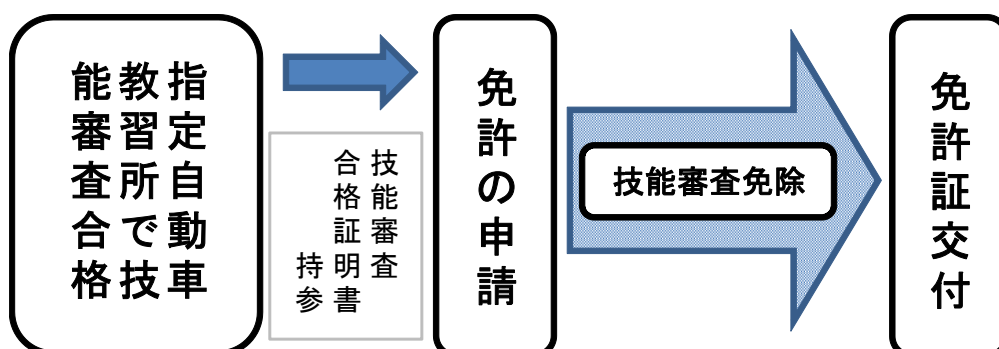 指定自動車
教習所で技
能審査合格
技能審査
合格証明書
持参
免許の申請
技能審査免除
免許証交付